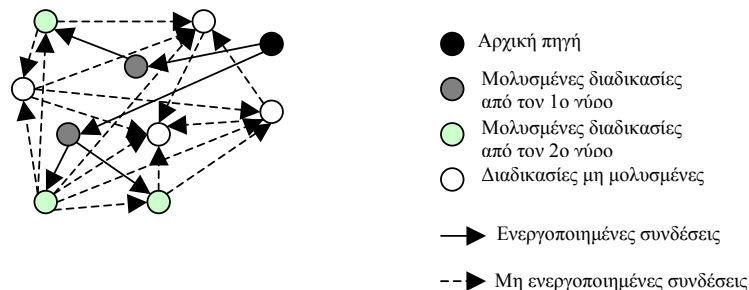 Αρχική πηγή
Μολυσμένες διαδικασίες
από τον 1ο γύρο
Μολυσμένες διαδικασίες
από τον 2ο γύρο
Διαδικασίες μη μολυσμένες
Ενεργοποιημένες συνδέσεις
Μη ενεργοποιημένες συνδέσεις